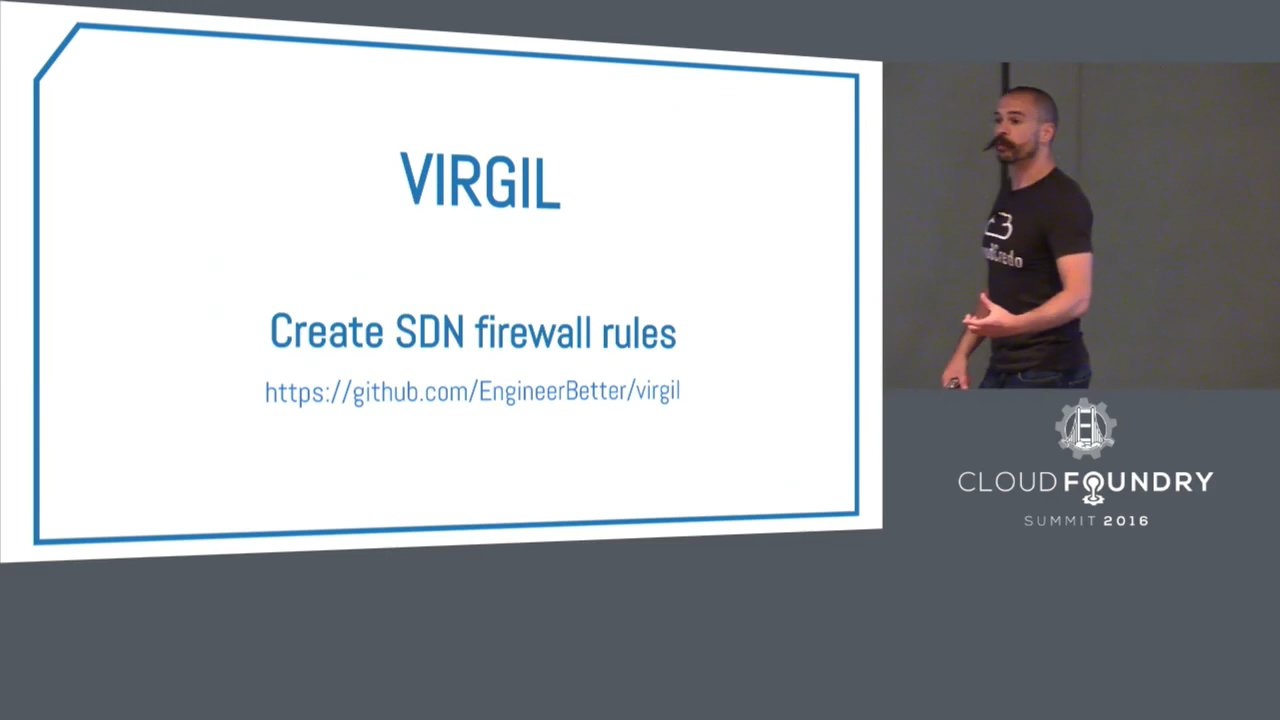 VIRGIL
Create SDN firewall rules
https://github.com/EngineerBetter/virgil
CLOUD FOUNDRY
SUMMIT 2016